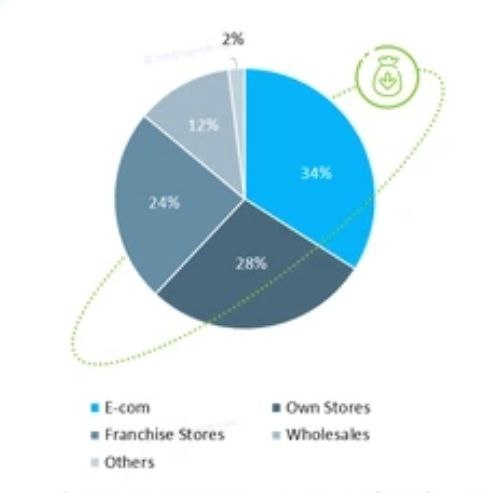 2%
12%
34%
24%
28%
E-com
Own Stores
Franchise Stores
Wholesales
Others